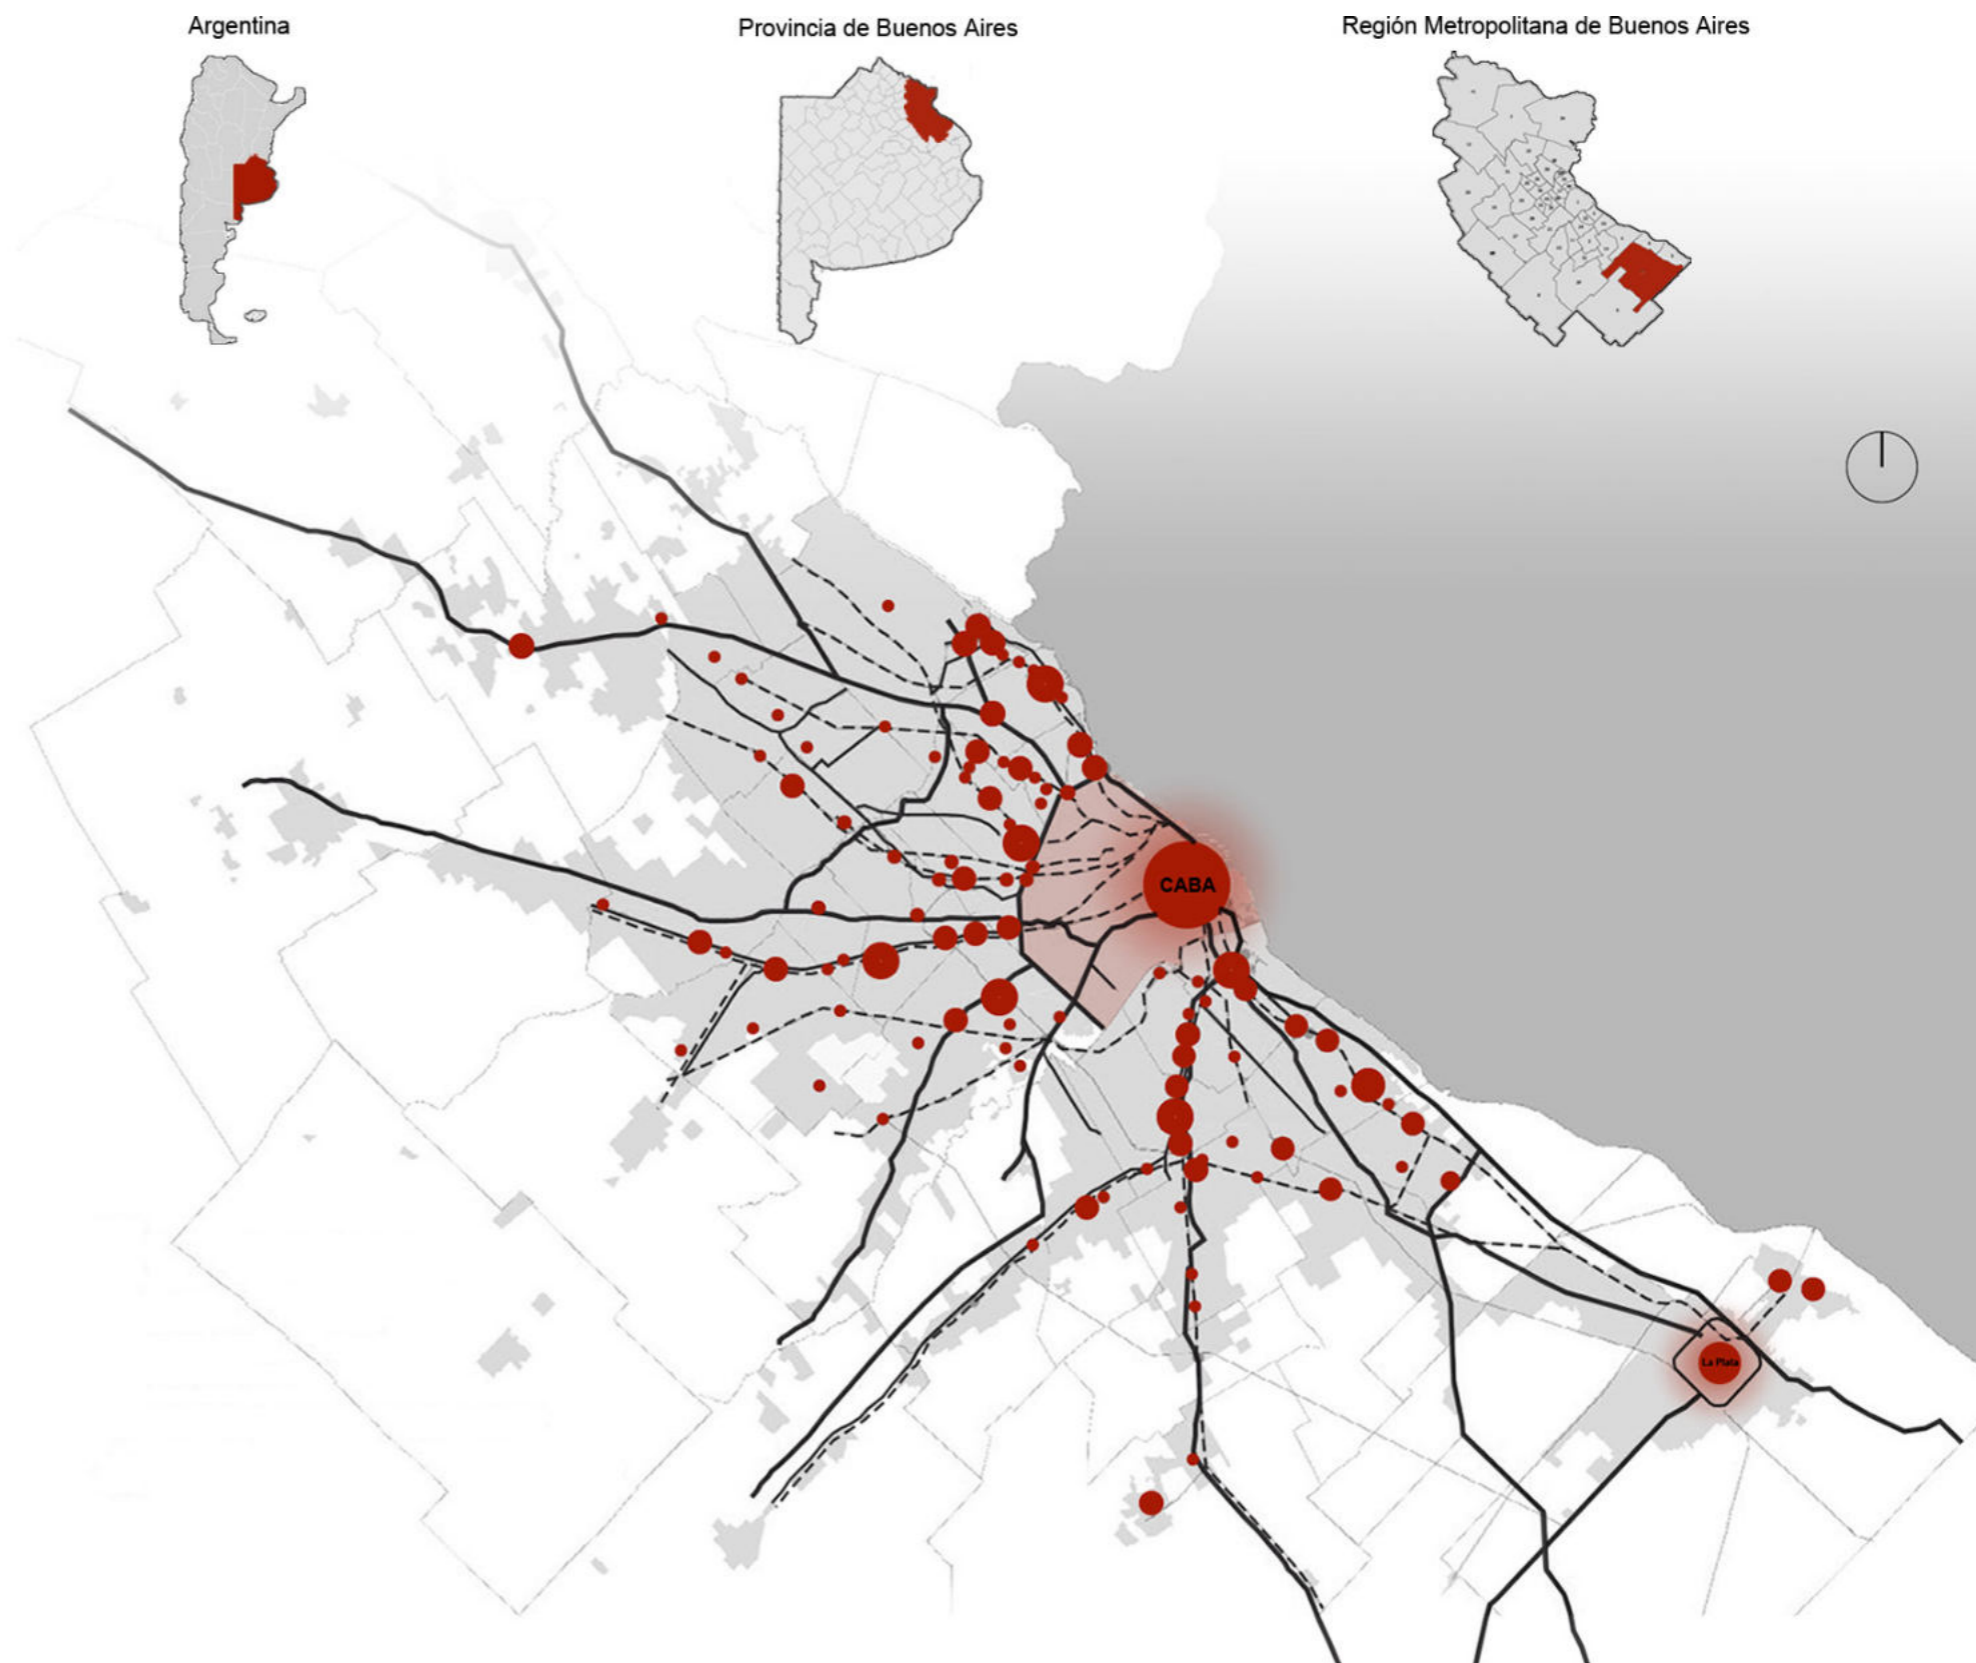 Argentina
Provincia de Buenos Aires
Región Metropolitana de Buenos Aires
CABA
La Plata